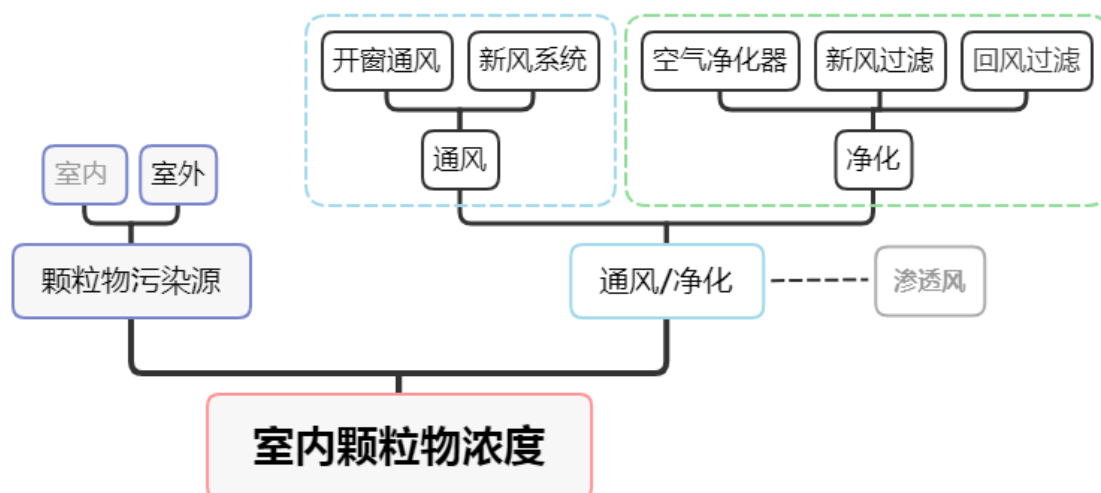 开窗通风
新风系统
空气净化器
新风过滤
回风过滤
通风
净化
室内
室外
颗粒物污染源
通风/净化
渗透风
室内颗粒物浓度